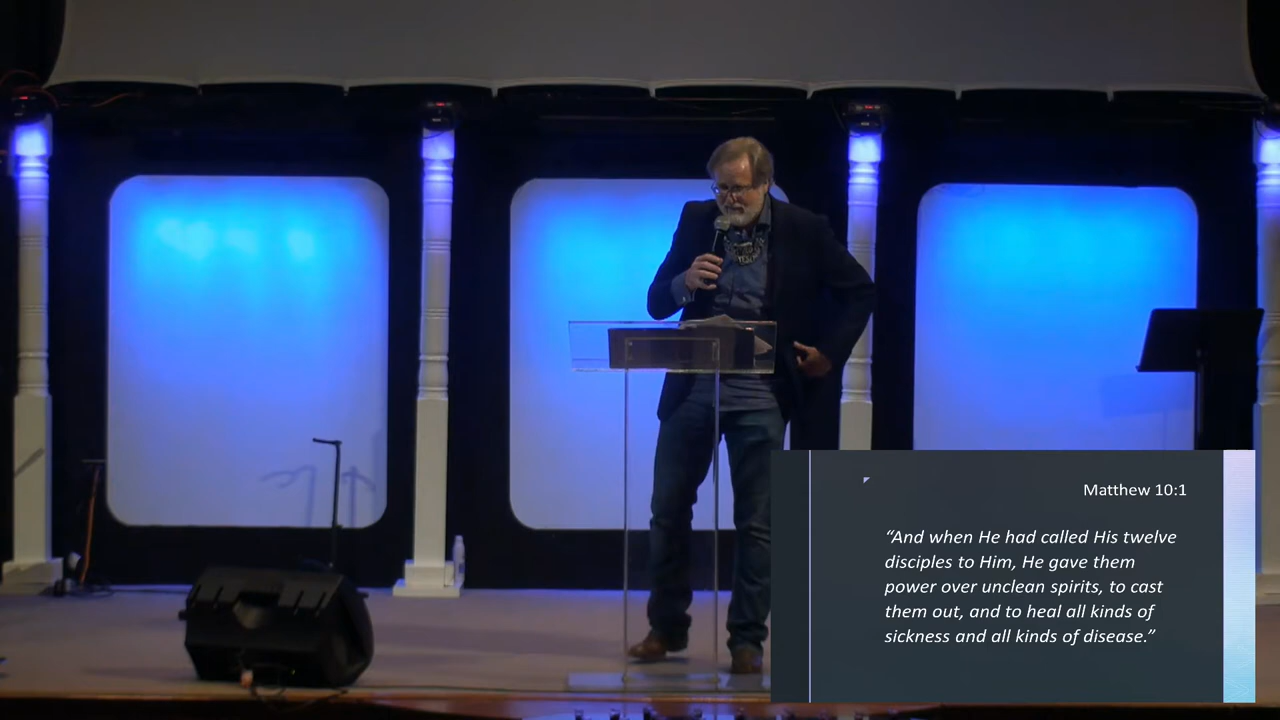 Matthew 10:1
“And when He had called His twelve
disciples to Him, He gave them
power over unclean spirits, to cast
them out, and to heal all kinds of
sickness and all kinds of disease.”